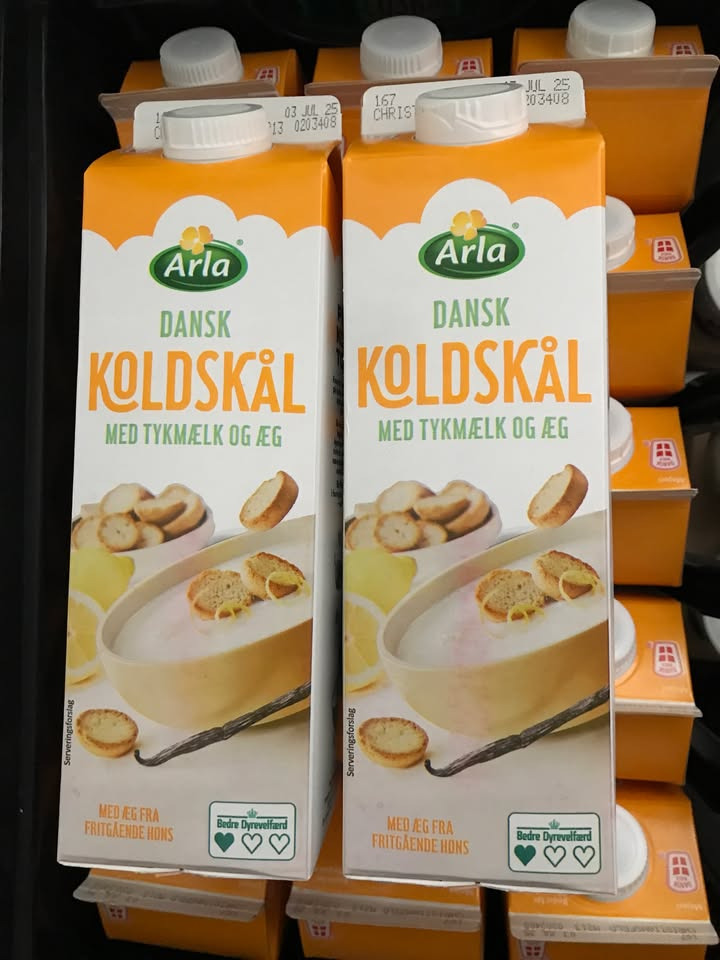 03 JUL 25
13 0203408
Arla
DANSK
KOLDSKÅL
MED TYKMÆLK OG ÆG
Serveringsforslag
MED ÆG FRA
FRITGÅENDE HØNS
Bedre Dyrevelfærd
167
JUL 25
CHRIST
0203408
Arla
DANSK
KOLDSKÅL
MED TYKMÆLK OG ÆG
Serveringsforslag
MED ÆG FRA
FRITGÅENDE HØNS
Bedre Dyrevelfærd